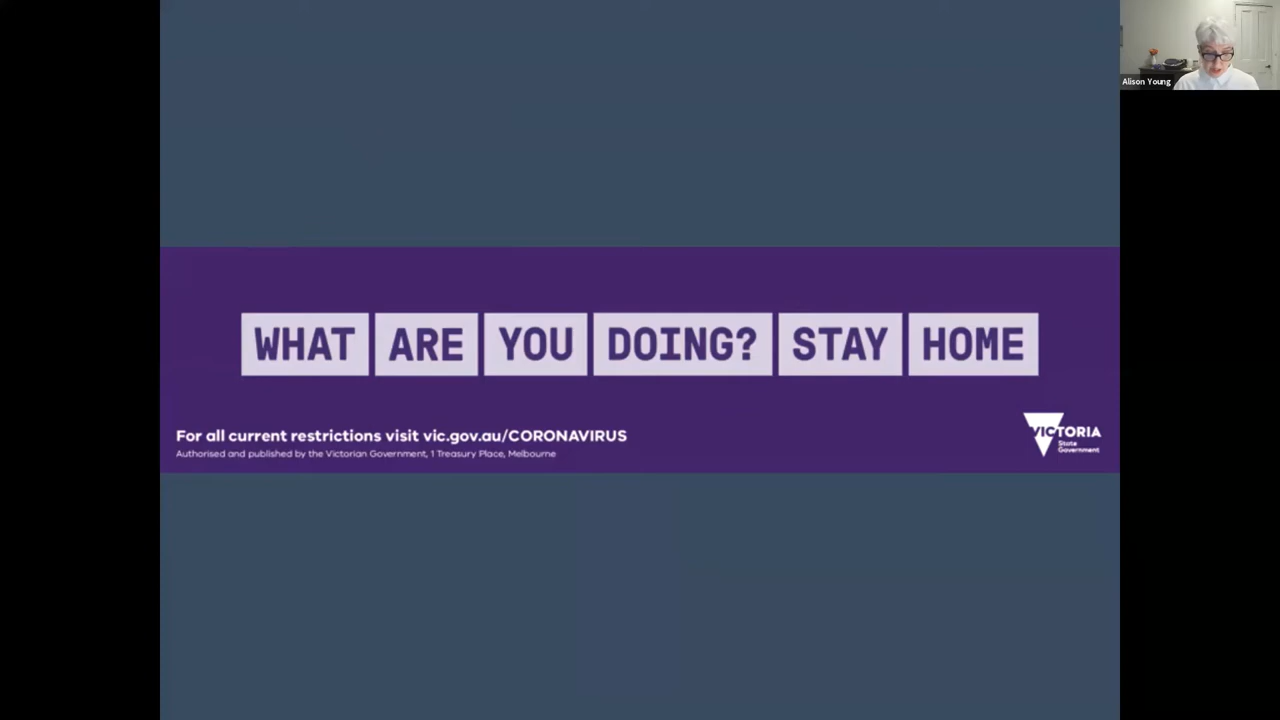 Alison Young
WHAT ARE YOU DOING? STAY HOME
For all current restrictions visit vic.gov.au/CORONAVIRUS
Authorised and published by the Victorian Government, 1 Treasury Place, Melbourne
VICTORIA
State
Government